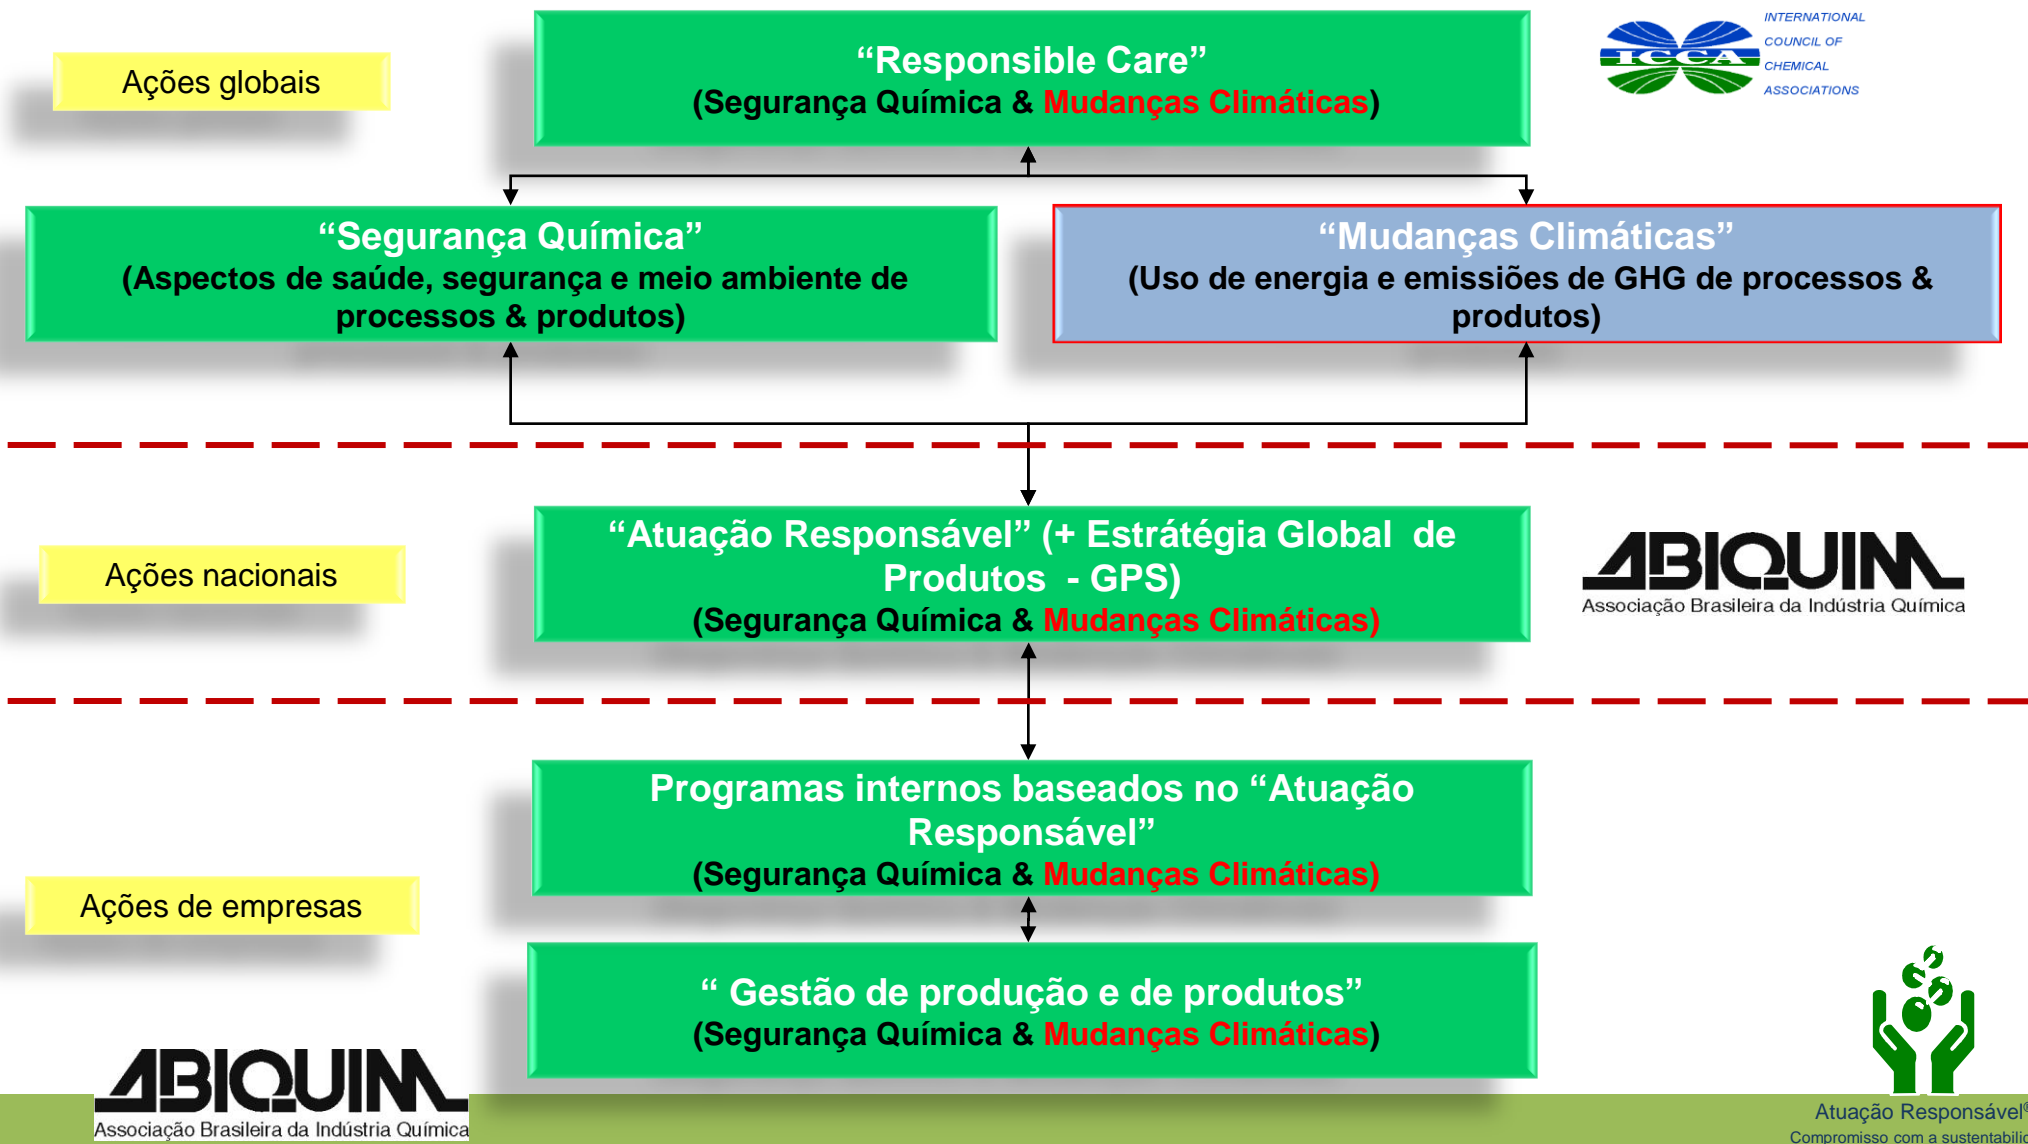 Ações globais
“Responsible Care”
(Segurança Química & Mudanças Climáticas)
ICCA
INTERNATIONAL
COUNCIL OF
CHEMICAL
ASSOCIATIONS
“Segurança Química”
(Aspectos de saúde, segurança e meio ambiente de
processos & produtos)
“Mudanças Climáticas”
(Uso de energia e emissiões de GHG de processos &
produtos)
Ações nacionais
“Atuação Responsável” (+ Estrátégia Global de
Produtos - GPS)
(Segurança Química & Mudanças Climáticas)
ABIQUIM
Associação Brasileira da Indústria Química
Ações de empresas
Programas internos baseados no “Atuação
Responsável”
(Segurança Química & Mudanças Climáticas)
“ Gestão de produção e de produtos”
(Segurança Química & Mudanças Climáticas)
ABIQUIM
Associação Brasileira da Indústria Química
Atuação Responsável®
Compromisso com a